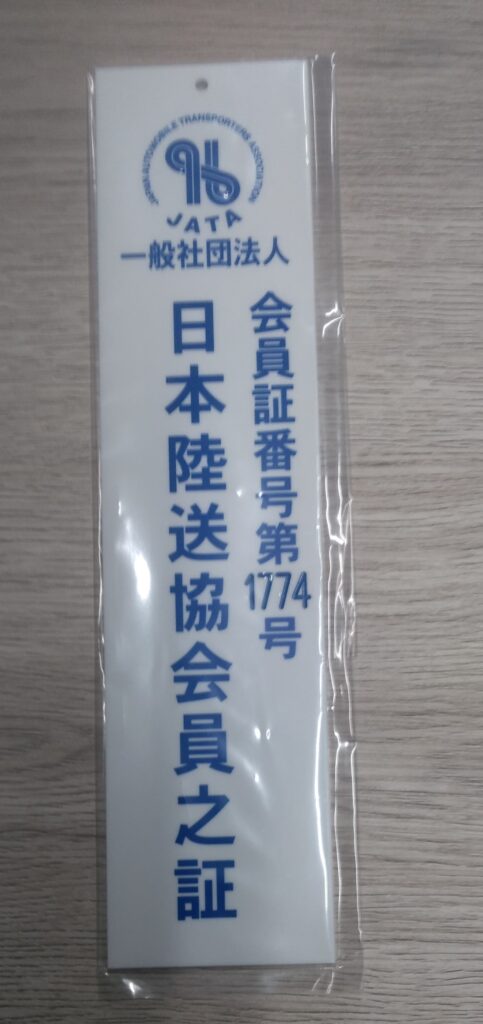 JAPAN AUTOMOBILE TRANSPORTERS ASSOCIATION
JATA
一般社団法人
会員証番号第1774号
日本陸送協会員之証